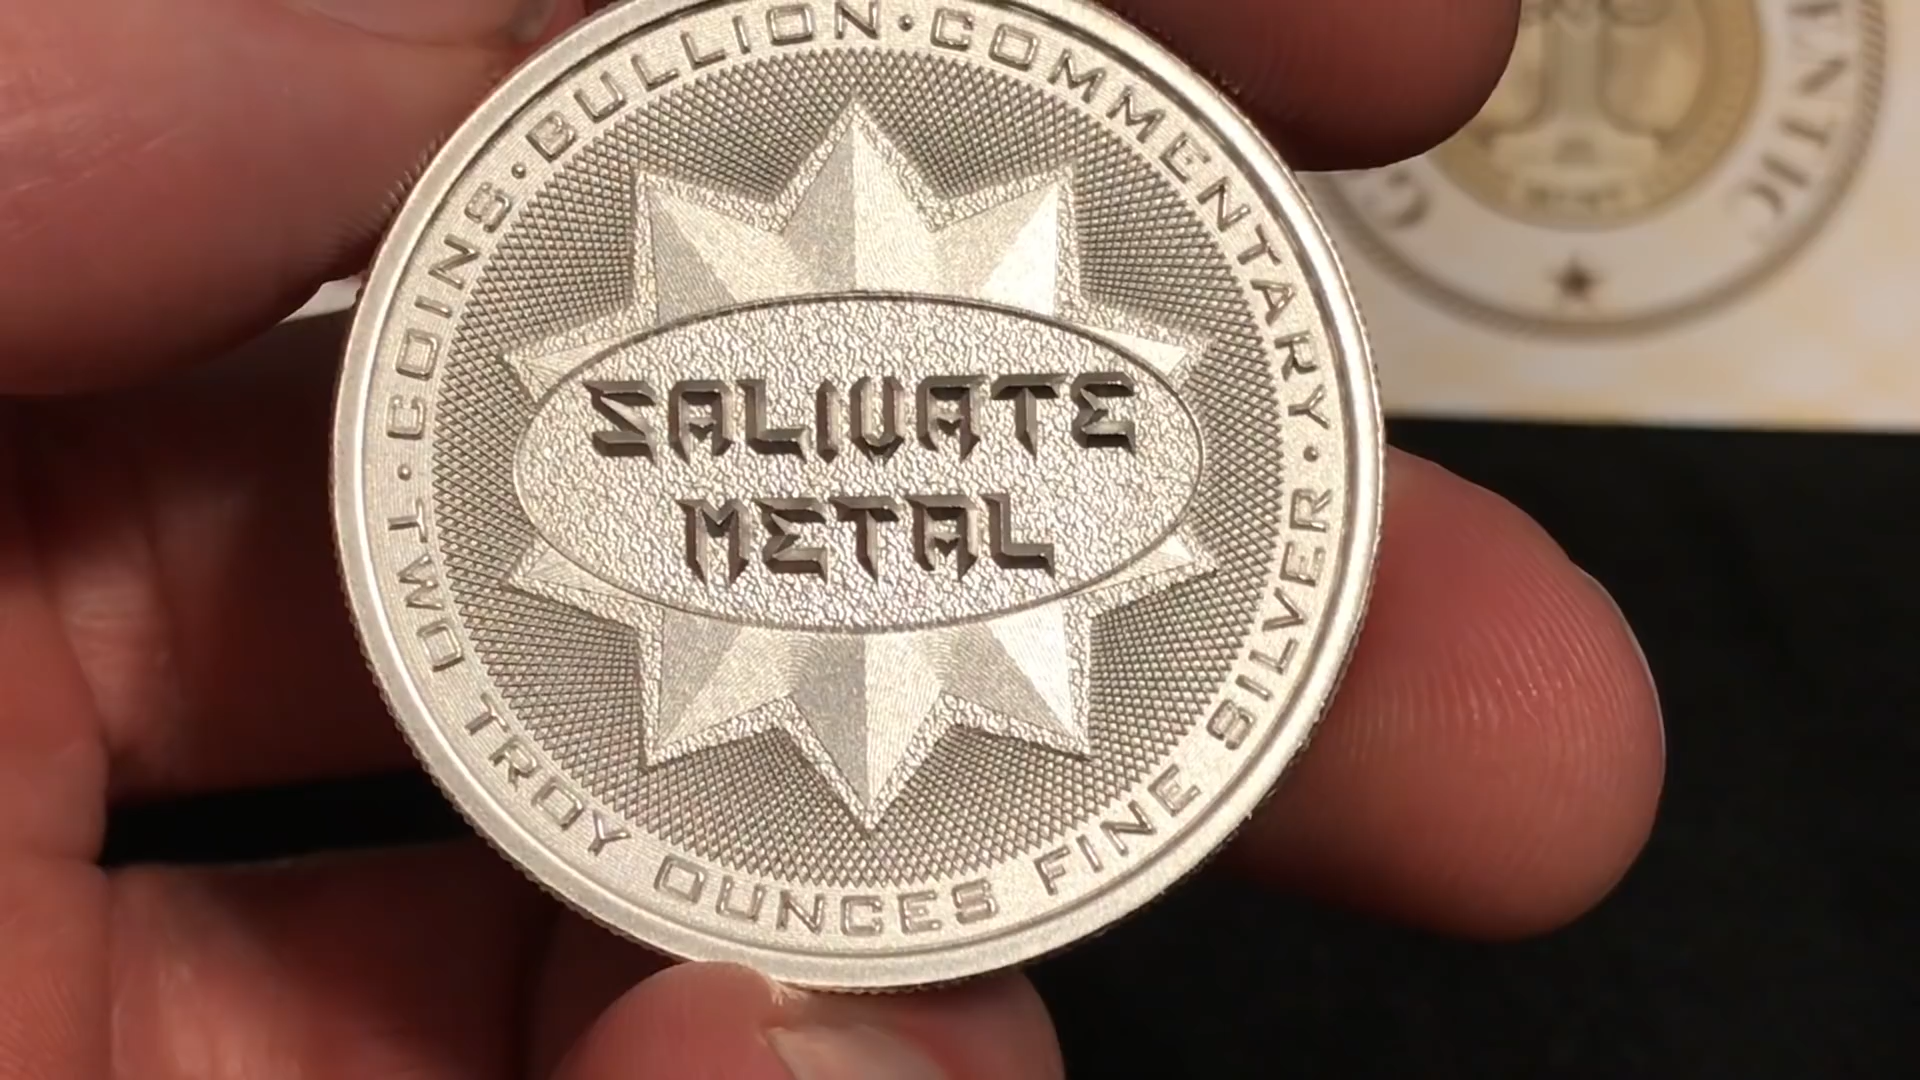 COINS · BULLION · COMMENTARY ·
SALIVATE
METAL
TWO TROY OUNCES FINE SILVER